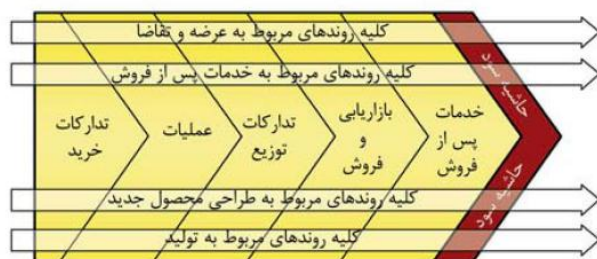 کلیه روندهای مربوط به عرضه و تقاضا
کلیه روندهای مربوط به خدمات پس از فروش
حاشیه سود
خدمات
پس از
فروش
بازاریابی
و
فروش
تدارکات
توزیع
عملیات
تدارکات
خرید
حاشیه سود
کلیه روندهای مربوط به طراحی محصول جدید
کلیه روندهای مربوط به تولید